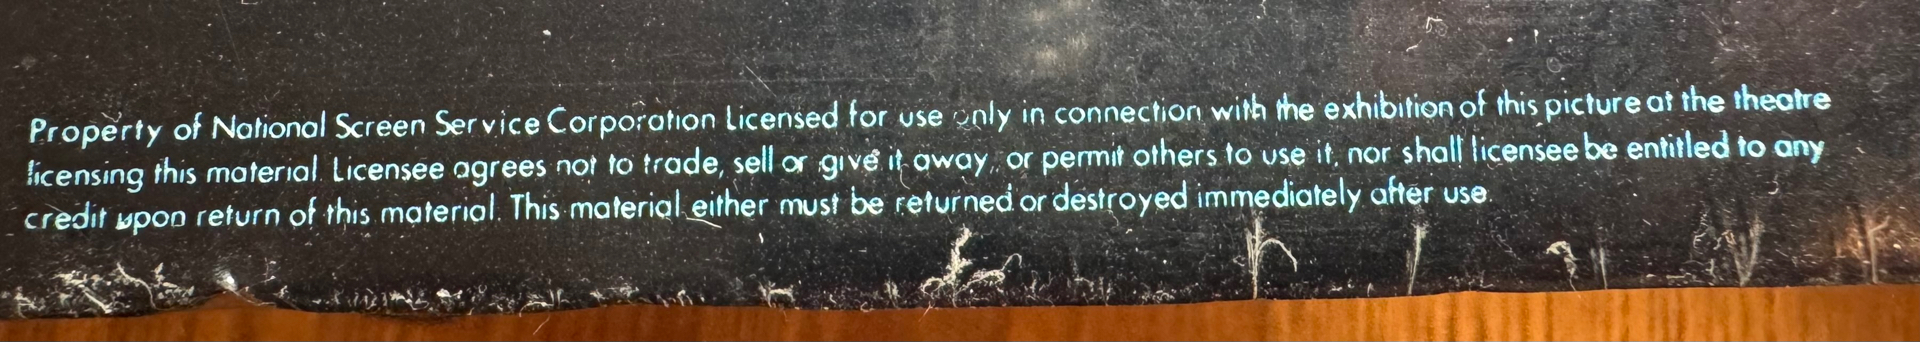 Property of National Screen Service Corporation Licensed for use only in connection with the exhibition of this picture at the theatre
licensing this material. Licensee agrees not to trade, sell or give it away, or permit others to use it, nor shall licensee be entitled to any
credit upon return of this material. This material either must be returned or destroyed immediately after use.